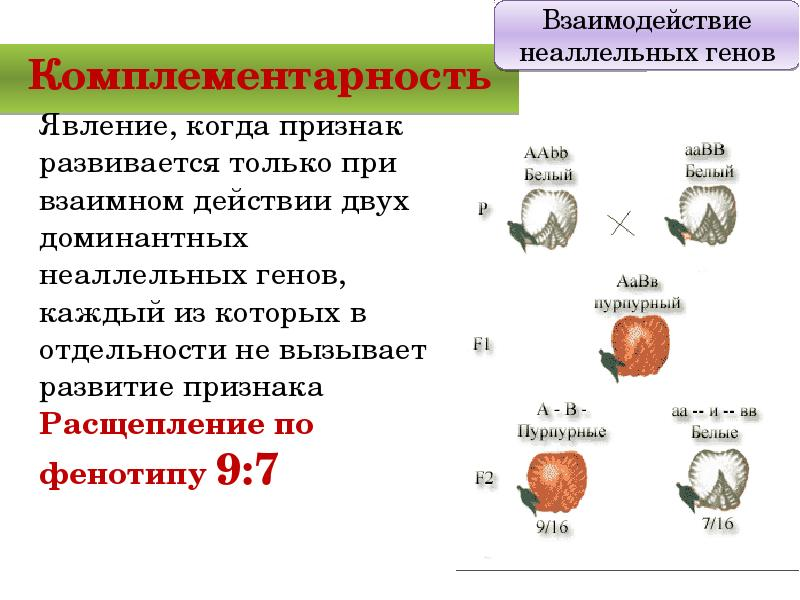 Взаимодействие
неаллельных генов
Комплементарность
Явление, когда признак
развивается только при
взаимном действии двух
доминантных
неаллельных генов,
каждый из которых в
отдельности не вызывает
развитие признака
Расщепление по
фенотипу 9:7
AAbb
Белый
ааВВ
Белый
Р
АаВв
пурпурный
F1
А - В -
Пурпурные
аа -- и -- вв
Белые
F2
9/16
7/16